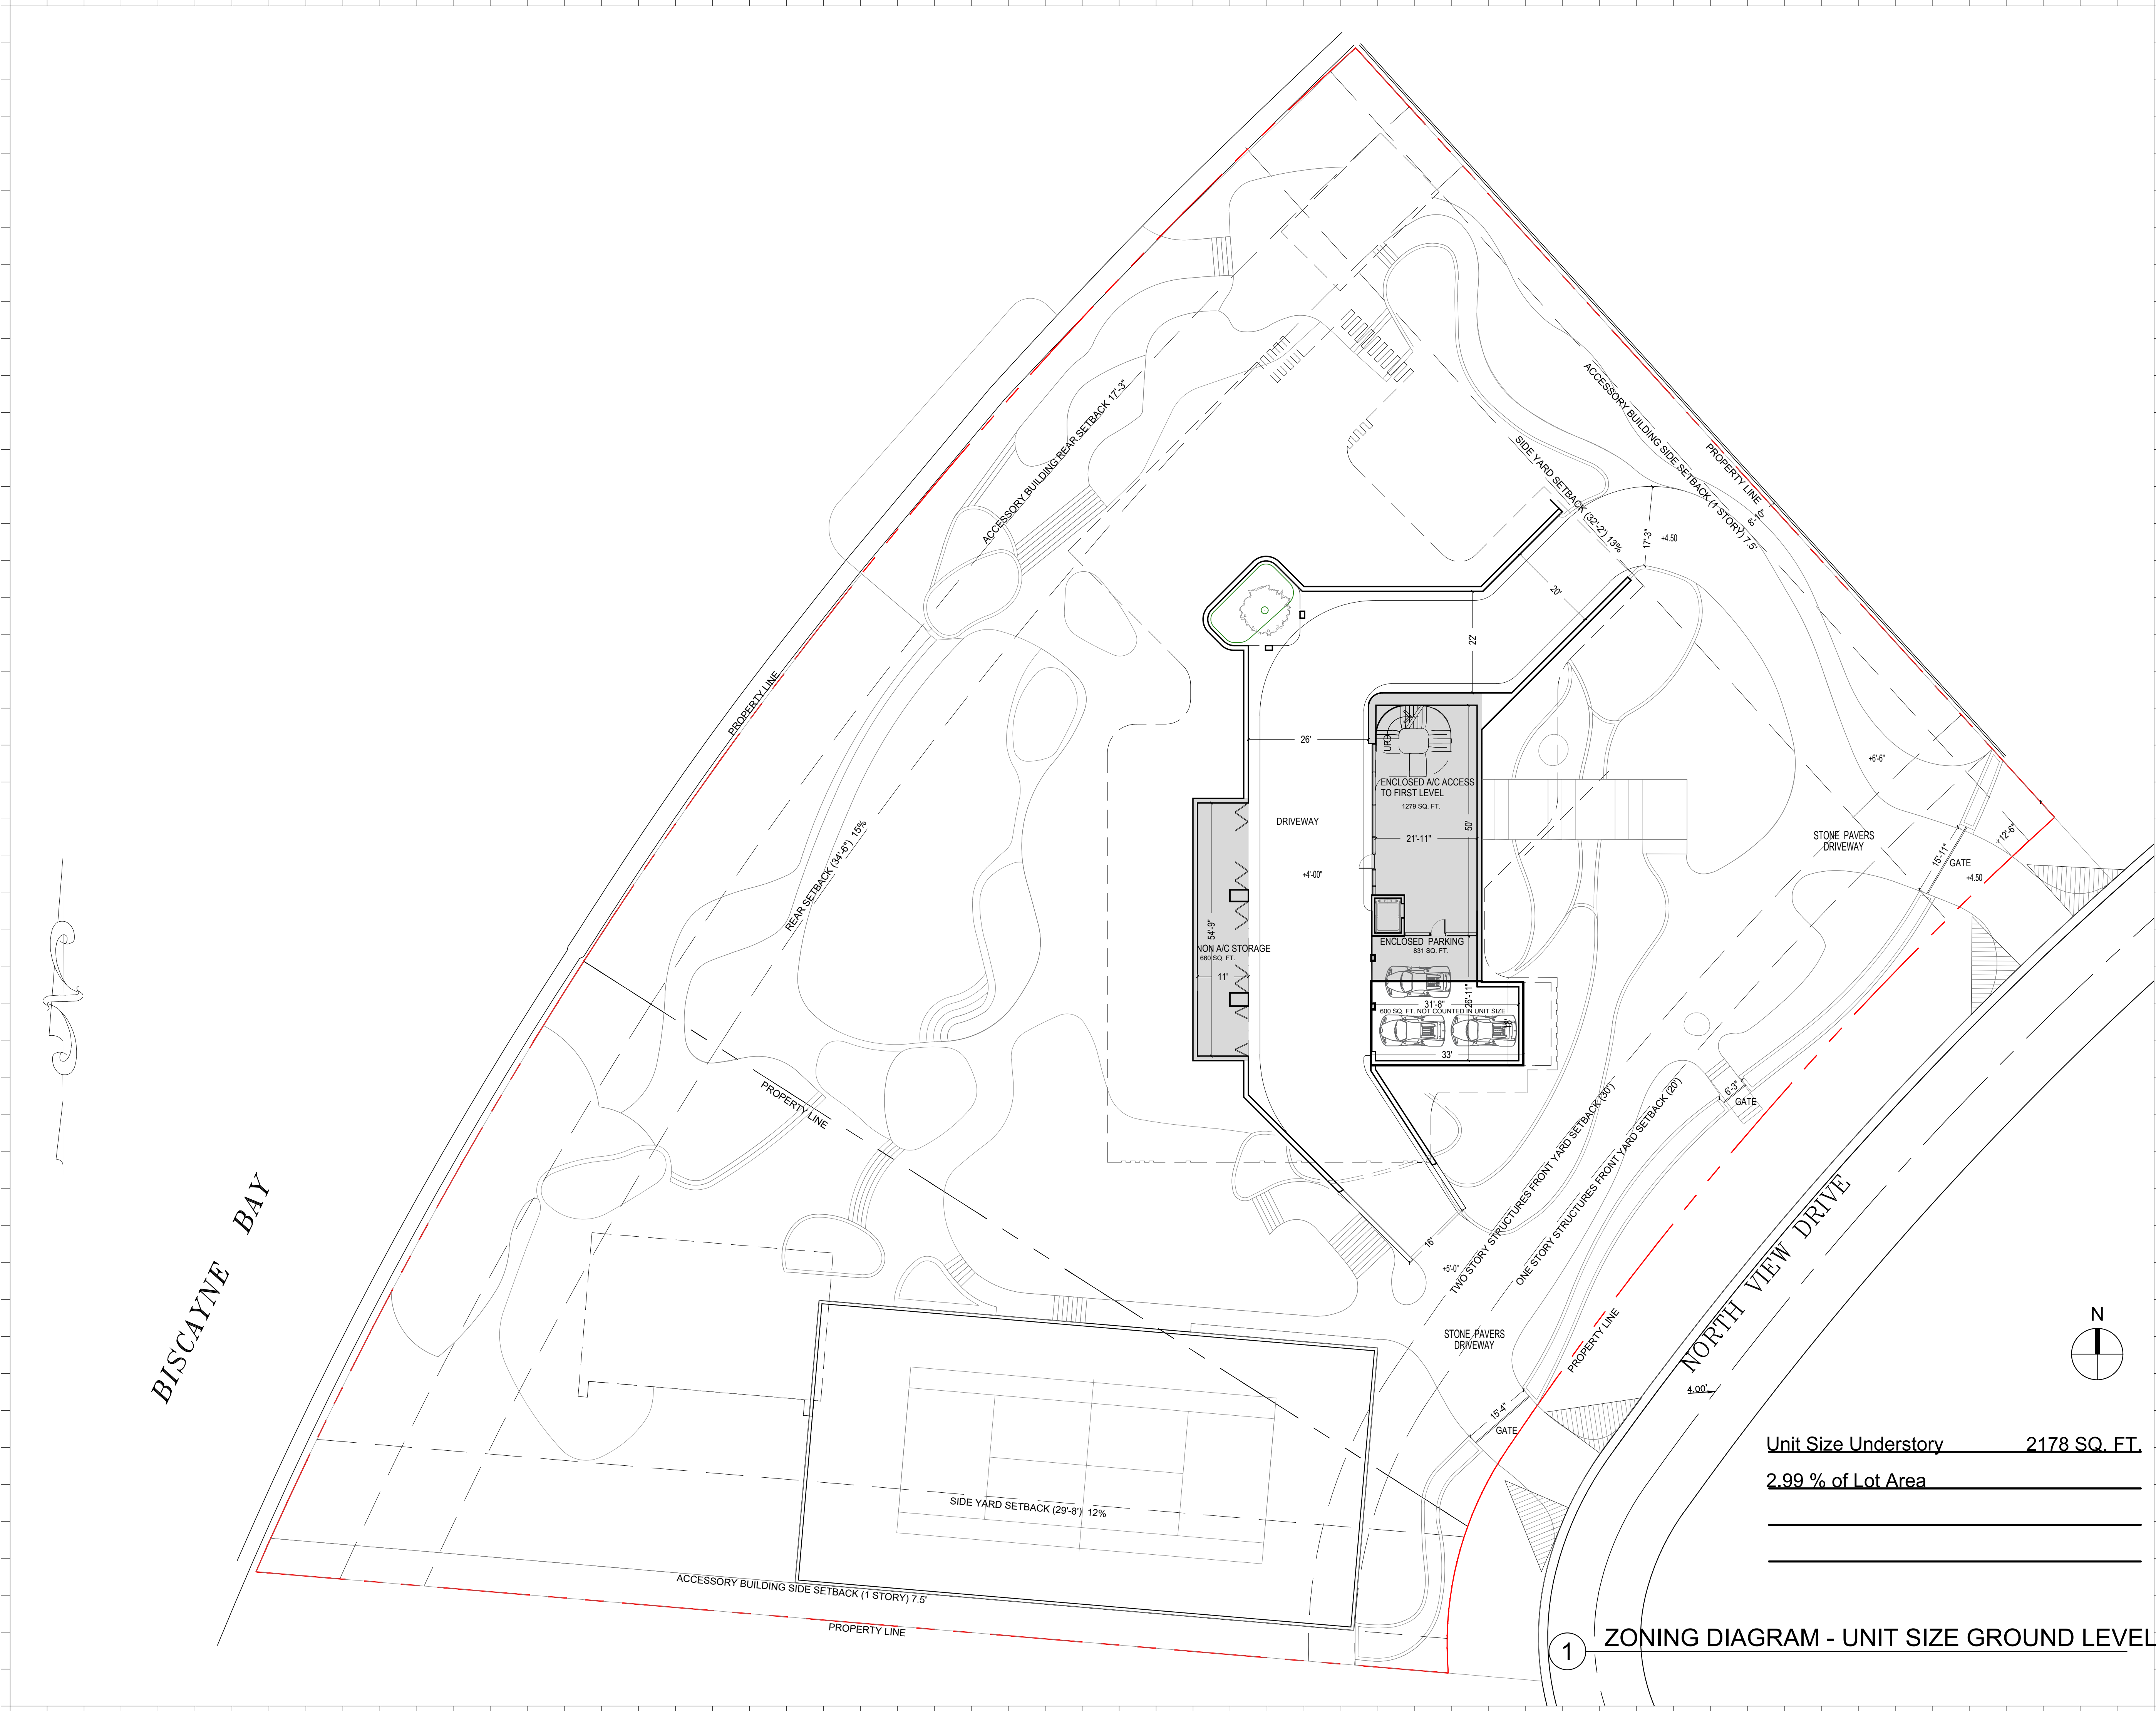 ACCESSORY BUILDING REAR SETBACK 17'-3"
ACCESSORY BUILDING SIDE SETBACK (1 STORY) 7.5'
PROPERTY LINE
SIDE YARD SETBACK (32'-2') 13%
17'-3"
+4.50
20'
22'
PROPERTY LINE
26'
UP
ENCLOSED A/C ACCESS
TO FIRST LEVEL
1279 SQ. FT.
50'
21'-11"
DRIVEWAY
+4'-00"
+6'-6"
STONE PAVERS
DRIVEWAY
12'-6"
15'-11"
GATE
+4.50
REAR SETBACK (34'-6") 15%
54'-9"
NON A/C STORAGE
660 SQ. FT.
11'
ENCLOSED PARKING
831 SQ. FT.
31'-8"
26'-11"
600 SQ. FT. NOT COUNTED IN UNIT SIZE
18'
33'
PROPERTY LINE
TWO STORY STRUCTURES FRONT YARD SETBACK (30')
ONE STORY STRUCTURES FRONT YARD SETBACK (20')
6'-3"
GATE
BISCAYNE BAY
16'
+5'-0"
NORTH VIEW DRIVE
4.00'
PROPERTY LINE
STONE PAVERS
DRIVEWAY
15'-4"
GATE
N
SIDE YARD SETBACK (29'-8') 12%
ACCESSORY BUILDING SIDE SETBACK (1 STORY) 7.5'
PROPERTY LINE
Unit Size Understory 2178 SQ. FT.
2.99 % of Lot Area
1 ZONING DIAGRAM - UNIT SIZE GROUND LEVEL